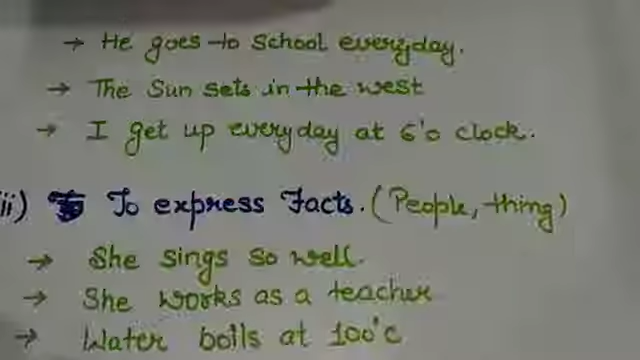 → He goes to School everyday.
→ The Sun sets in the west
→ I get up everyday at 6'o clock.
ii) To express Facts. (People, thing)
→ She sings so well.
→ She works as a teacher
→ Water boils at 100°c